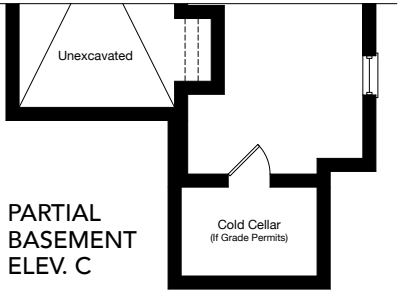 Unexcavated
Cold Cellar
(If Grade Permits)
PARTIAL
BASEMENT
ELEV. C